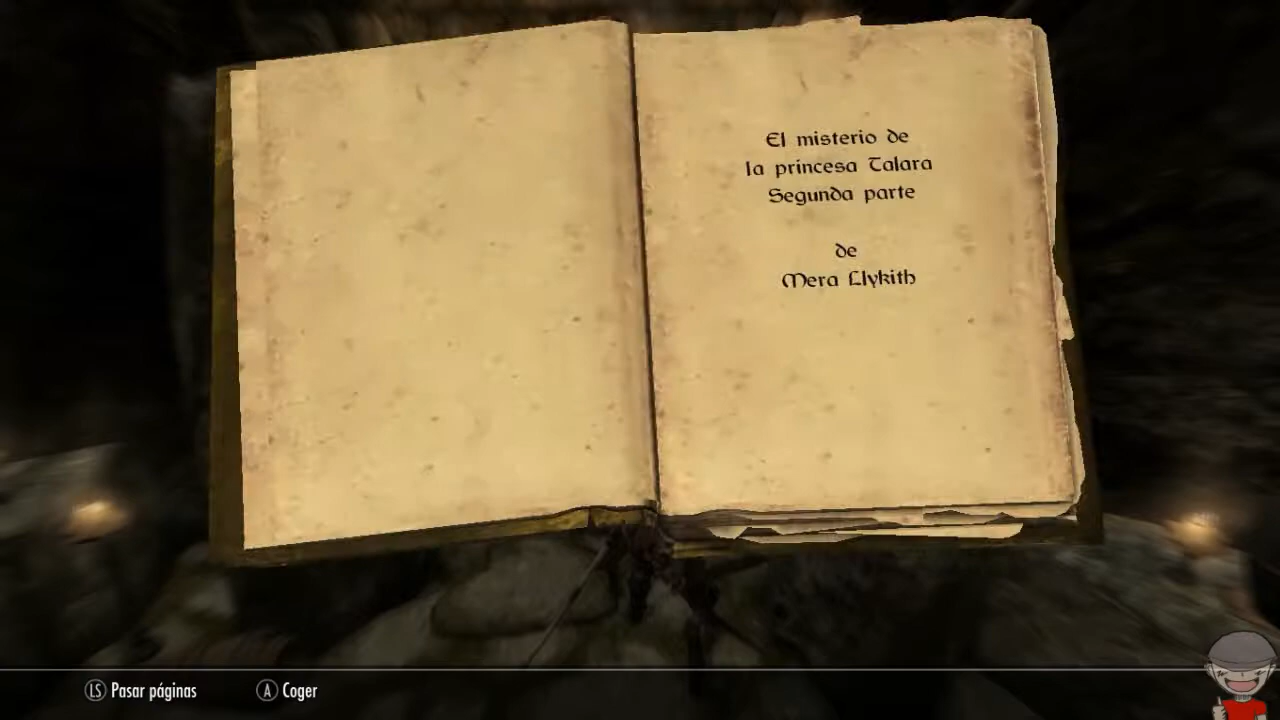 El misterio de
la princesa Talara
Segunda parte
de
Mera Llykith
LS Pasar páginas
A Coger